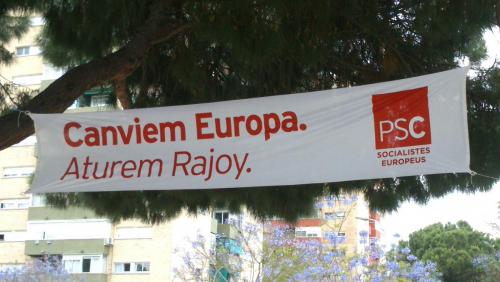 Canviem Europa.
Aturem Rajoy.
PSC
SOCIALISTES
EUROPEUS